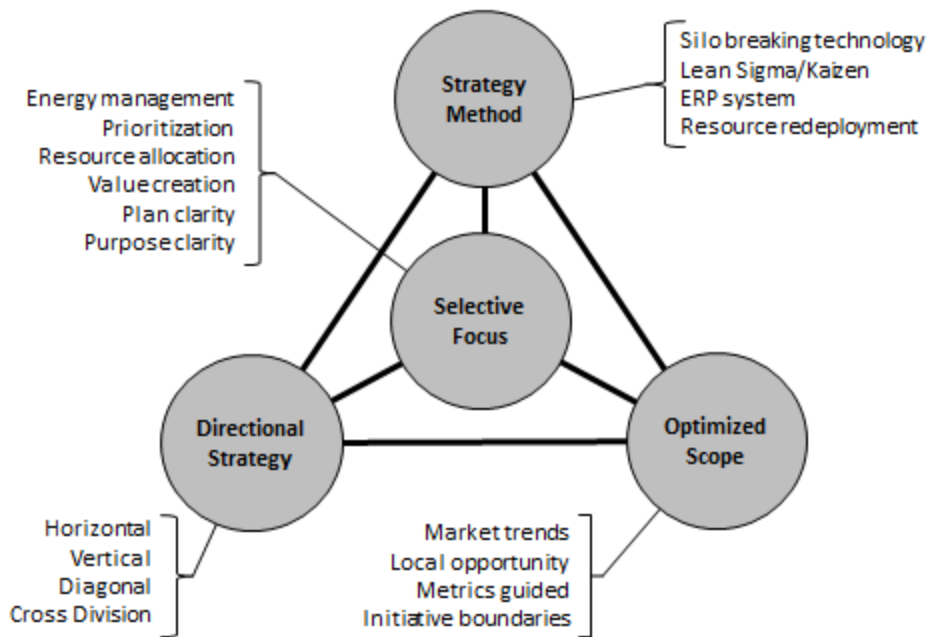 Strategy
Method
Silo breaking technology
Lean Sigma/Kaizen
ERP system
Resource redeployment
Energy management
Prioritization
Resource allocation
Value creation
Plan clarity
Purpose clarity
Selective
Focus
Directional
Strategy
Optimized
Scope
Horizontal
Vertical
Diagonal
Cross Division
Market trends
Local opportunity
Metrics guided
Initiative boundaries